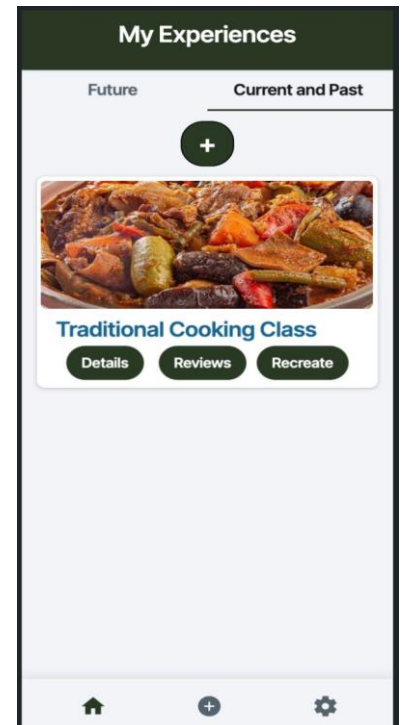 My Experiences
Future Current and Past
+
Traditional Cooking Class
Details Reviews Recreate